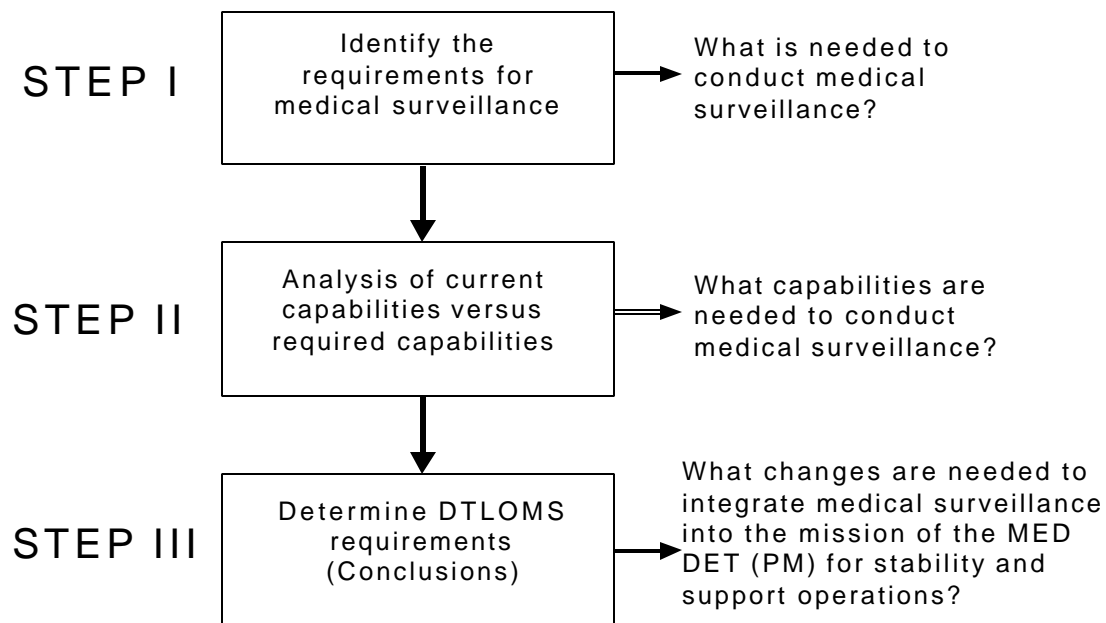 STEP I
Identify the
requirements for
medical surveillance
What is needed to
conduct medical
surveillance?
STEP II
Analysis of current
capabilities versus
required capabilities
What capabilities are
needed to conduct
medical surveillance?
STEP III
Determine DTLOMS
requirements
(Conclusions)
What changes are needed to
integrate medical surveillance
into the mission of the MED
DET (PM) for stability and
support operations?